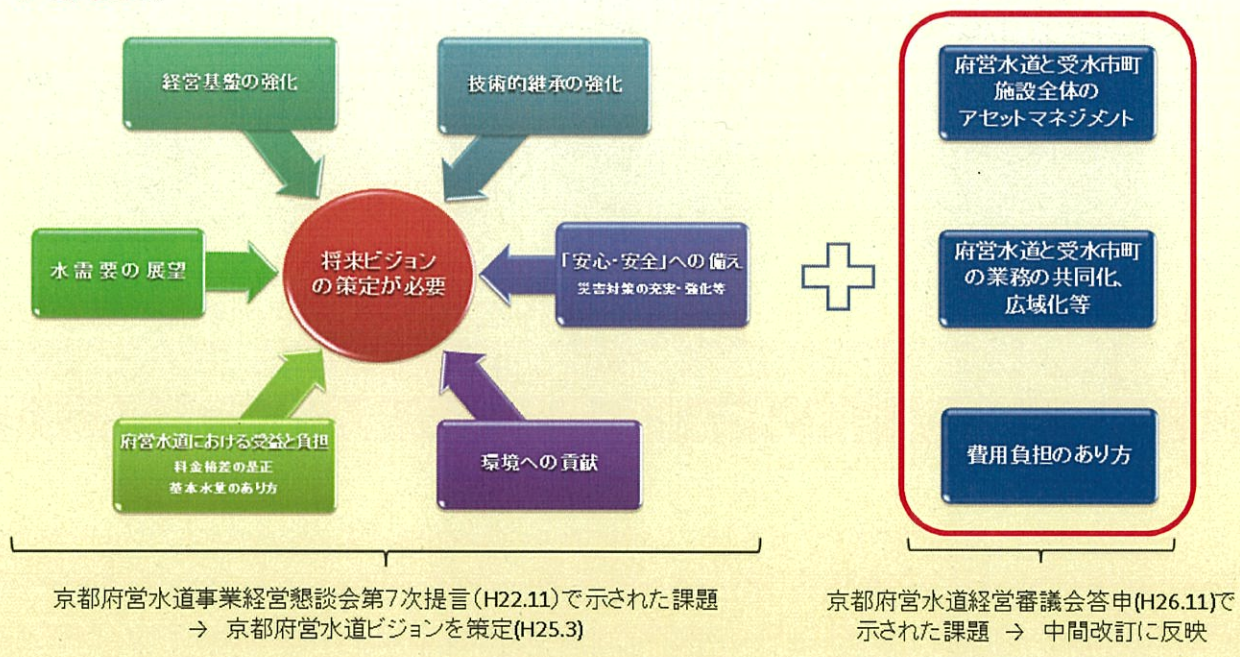 経営基盤の強化
技術的継承の強化
水需要の展望
将来ビジョン
の策定が必要
「安心・安全」への備え
災害対策の充実・強化等
府営水道における受益と負担
料金格差の是正
基本水量のあり方
環境への貢献
府営水道と受水市町
施設全体の
アセットマネジメント
府営水道と受水市町
の業務の共同化、
広域化等
費用負担のあり方
京都府営水道事業経営懇談会第7次提言(H22.11)で示された課題
→ 京都府営水道ビジョンを策定(H25.3)
京都府営水道経営審議会答申(H26.11)で
示された課題 → 中間改訂に反映